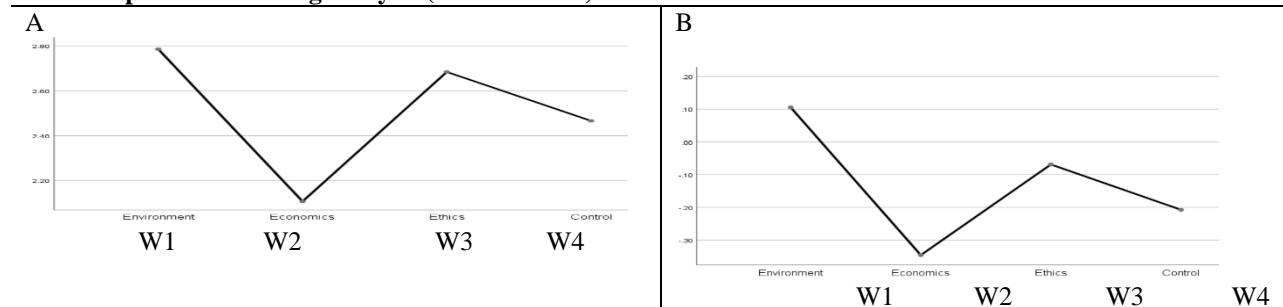 A
2.80
2.60
2.40
2.20
Environment Economics Ethics Control
W1 W2 W3 W4
B
.20
.10
.00
-.10
-.20
-.30
Environment Economics Ethics Control
W1 W2 W3 W4